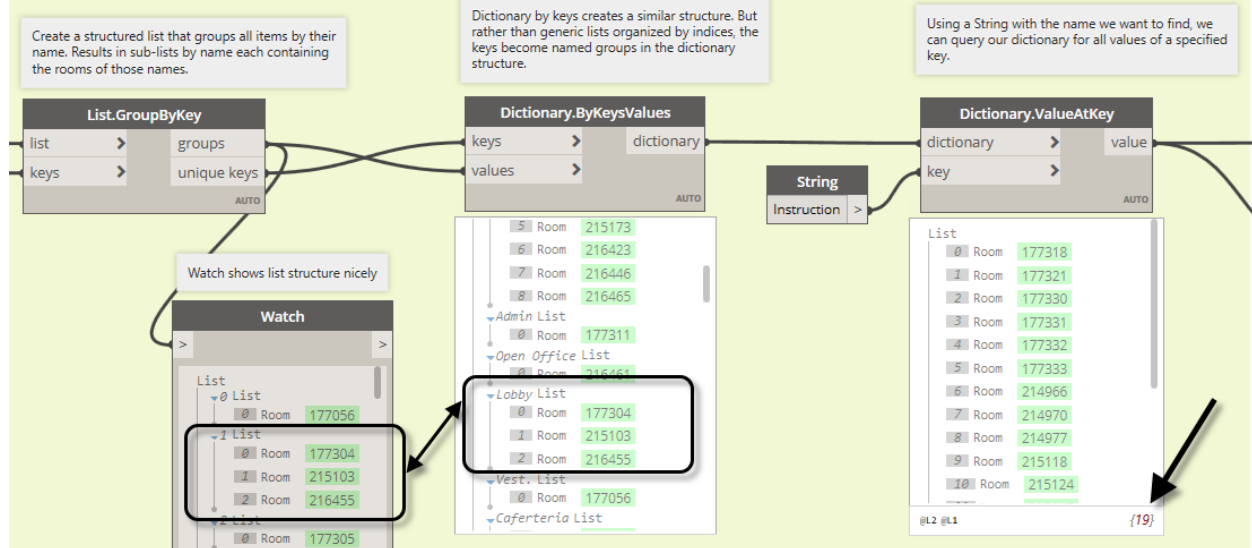 Create a structured list that groups all items by their
name. Results in sub-lists by name each containing
the rooms of those names.
List.GroupByKey
list > groups
keys > unique keys
AUTO
Watch shows list structure nicely
Watch
> >
List
0 List
0 Room 177056
1 List
0 Room 177304
1 Room 215103
2 Room 216455
2 List
0 Room 177305
Dictionary by keys creates a similar structure. But
rather than generic lists organized by indices, the
keys become named groups in the dictionary
structure.
Dictionary.ByKeysValues
keys > dictionary
values >
AUTO
5 Room 215173
6 Room 216423
7 Room 216446
8 Room 216465
Admin List
0 Room 177311
Open Office List
0 Room 216461
Lobby List
0 Room 177304
1 Room 215103
2 Room 216455
Vest. List
0 Room 177056
Caferteria List
Using a String with the name we want to find, we
can query our dictionary for all values of a specified
key.
String
Instruction >
Dictionary.ValueAtKey
dictionary > value
key >
AUTO
List
0 Room 177318
1 Room 177321
2 Room 177330
3 Room 177331
4 Room 177332
5 Room 177333
6 Room 214966
7 Room 214970
8 Room 214977
9 Room 215118
10 Room 215124
@L2 @L1 {19}